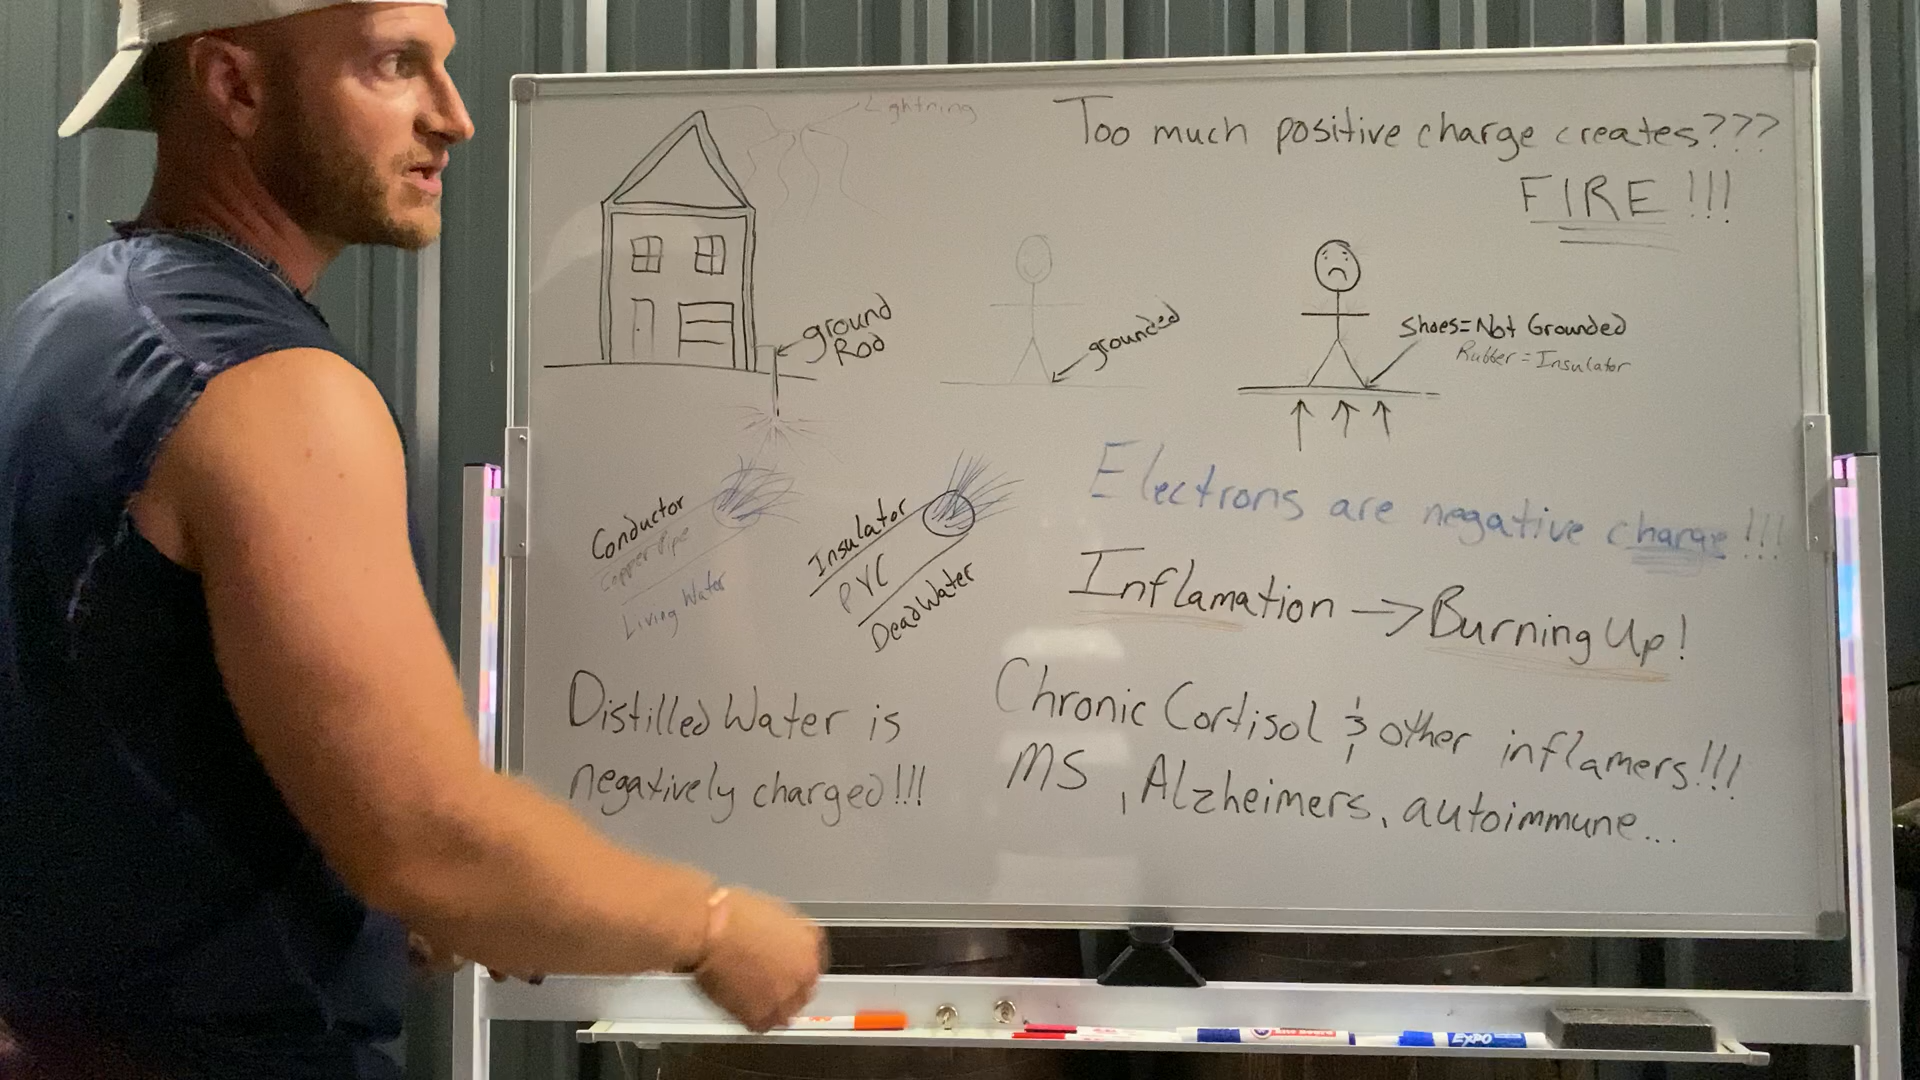 Lightning
Too much positive charge creates???
FIRE!!!
ground
Rod
grounded
Shoes=Not Grounded
Rubber = Insulator
Electrons are negative charge!!!
Conductor
Copper Pipe
Living Water
Insulator
PVC
Dead Water
Inflamation → Burning Up!
Distilled Water is
negatively charged!!!
Chronic Cortisol & other inflamers!!!
MS, Alzheimers, autoimmune...
EXPO